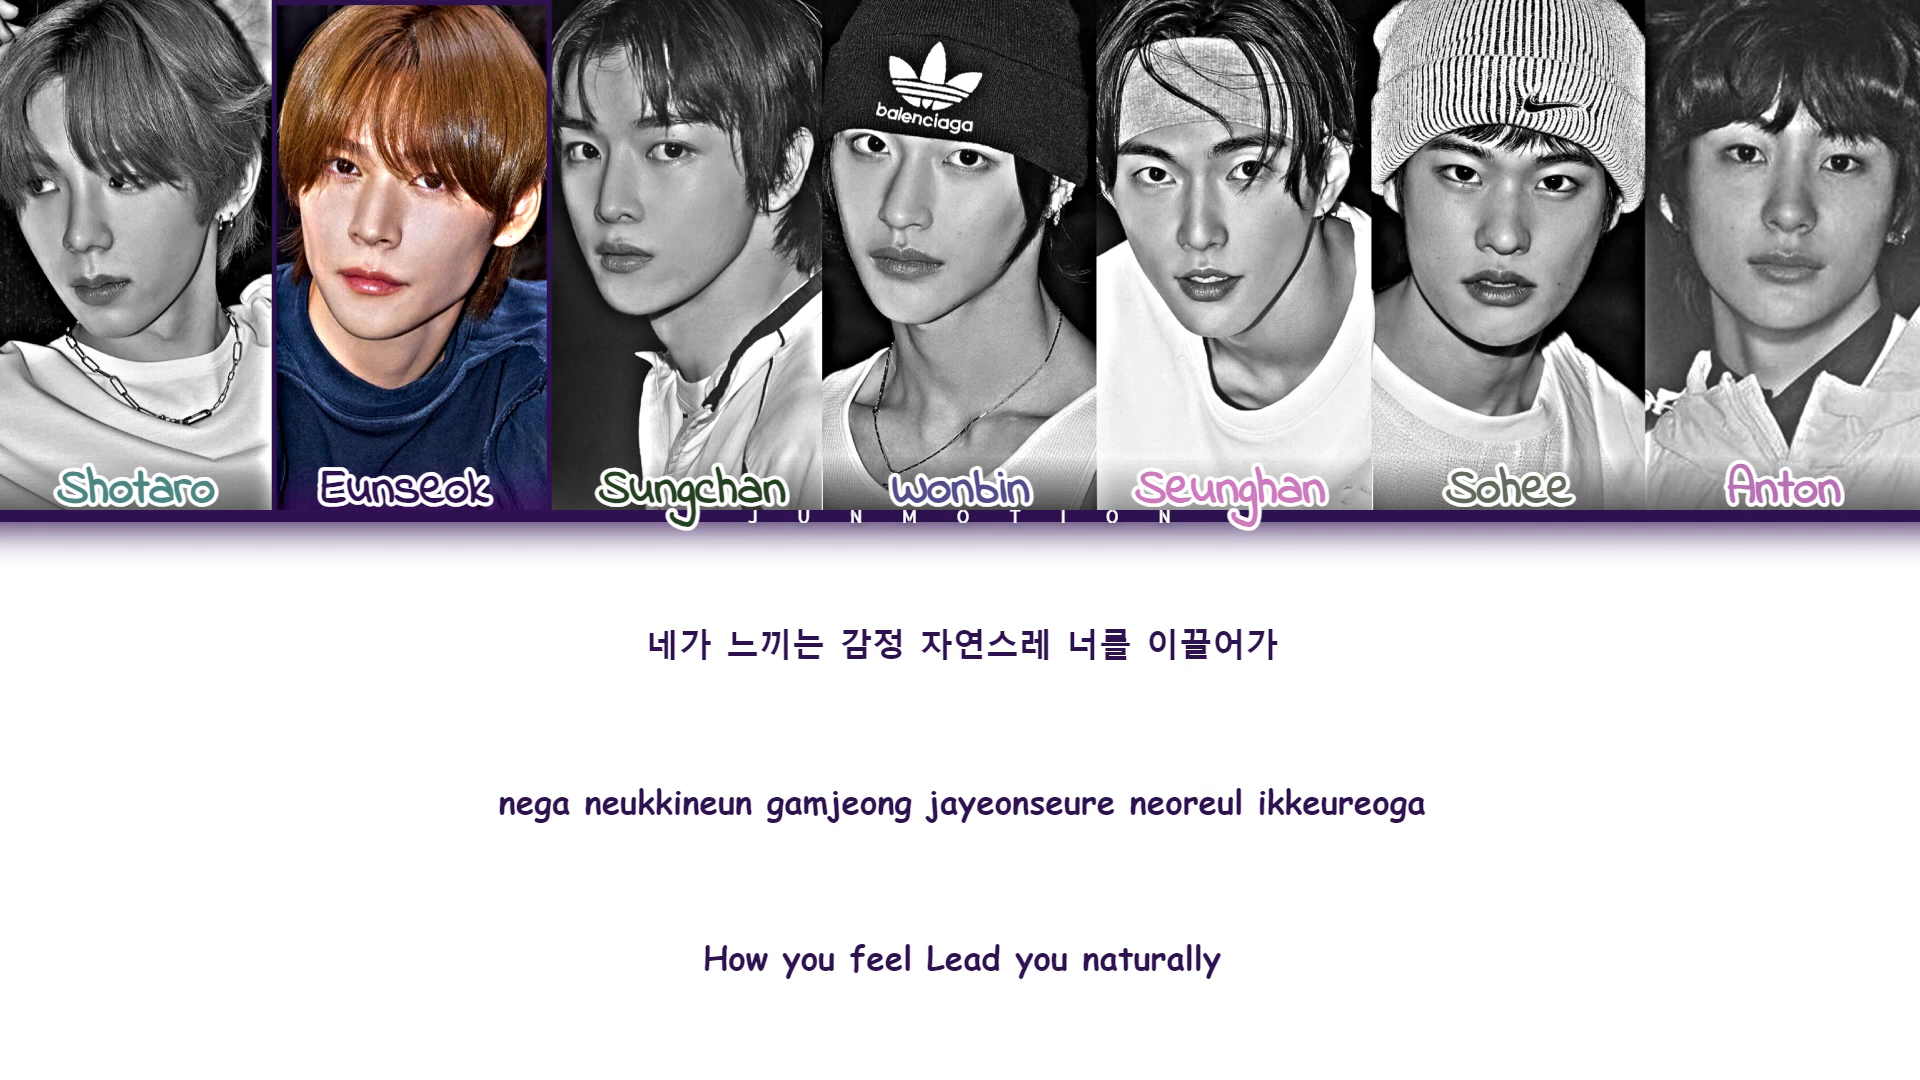 balenciaga
Shotaro
Eunseok
Sungchan
Wonbin
Seunghan
Sohee
Anton
JUNMOTION
네가 느끼는 감정 자연스레 너를 이끌어가
nega neukkineun gamjeong jayeonseure neoreul ikkeureoga
How you feel Lead you naturally